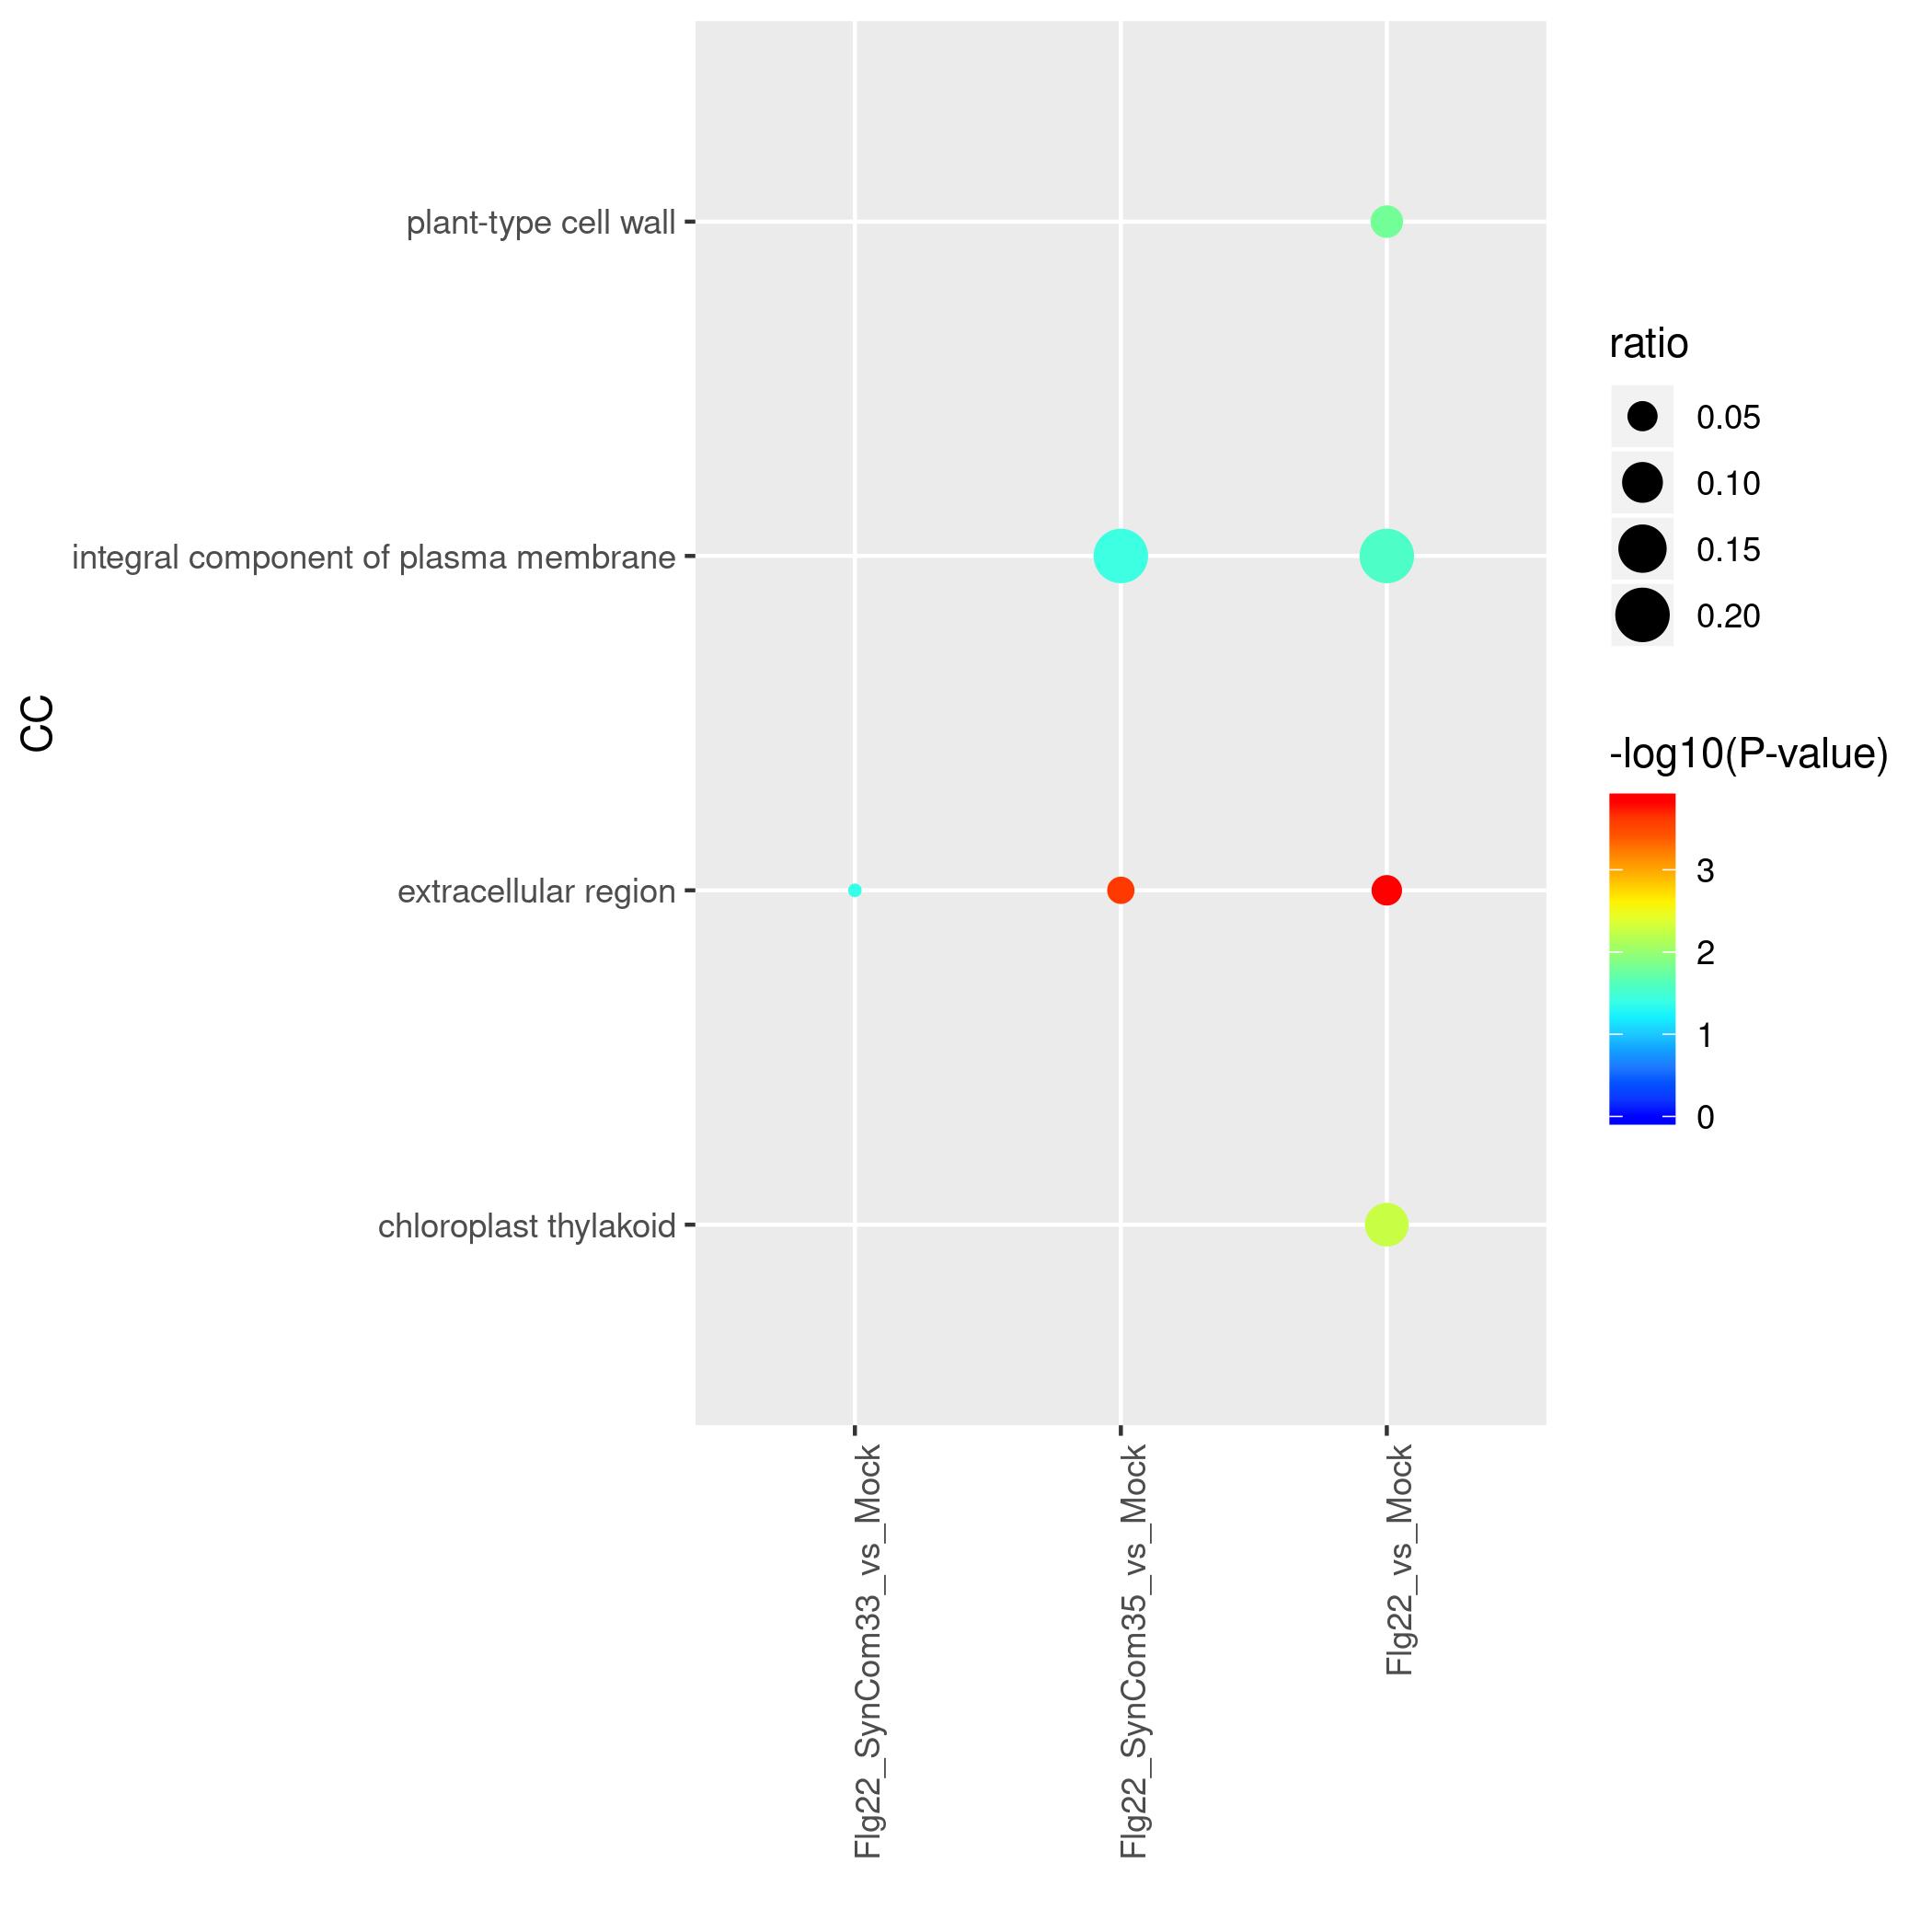 CC
plant-type cell wall
integral component of plasma membrane
extracellular region
chloroplast thylakoid
Flg22_SynCom33_vs_Mock
Flg22_SynCom35_vs_Mock
Flg22_vs_Mock
ratio
0.05
0.10
0.15
0.20
-log10(P-value)
3
2
1
0